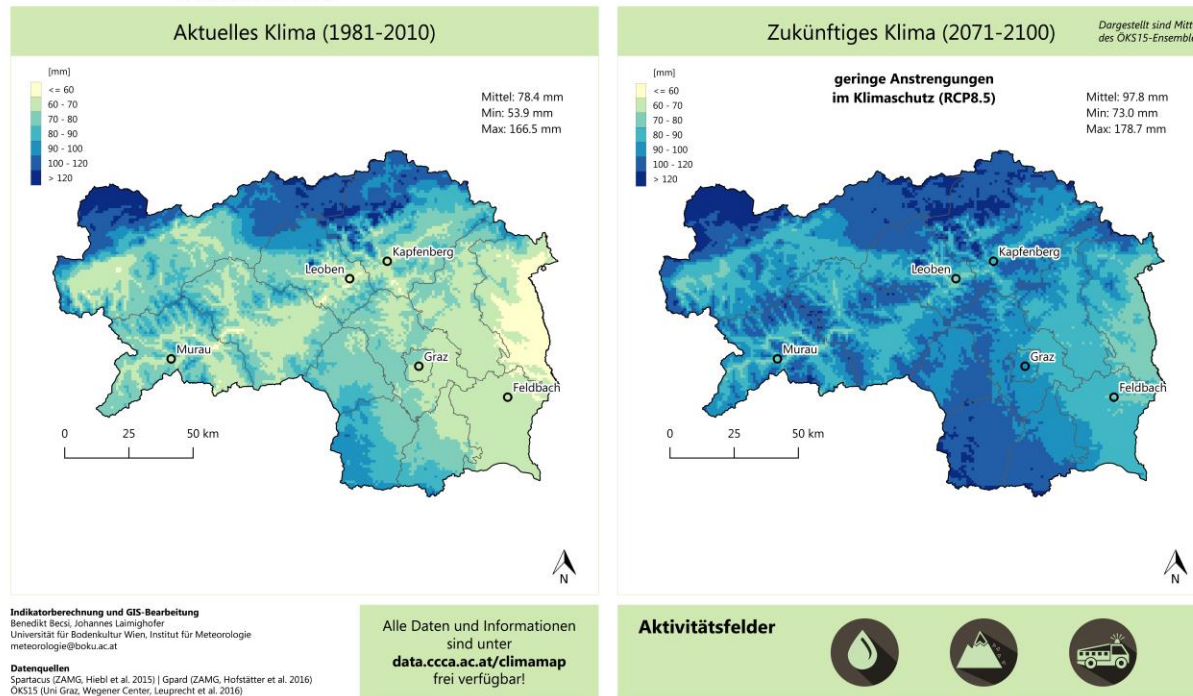 Aktuelles Klima (1981-2010)
[mm]
<= 60
60 - 70
70 - 80
80 - 90
90 - 100
100 - 120
> 120
Mittel: 78.4 mm
Min: 53.9 mm
Max: 166.5 mm
Kapfenberg
Leoben
Murau
Graz
Feldbach
0 25 50 km
N
Zukünftiges Klima (2071-2100)
Dargestellt sind
des ÖKS15-Ensemble
[mm]
<= 60
60 - 70
70 - 80
80 - 90
90 - 100
100 - 120
> 120
geringe Anstrengungen
im Klimaschutz (RCP8.5)
Mittel: 97.8 mm
Min: 73.0 mm
Max: 178.7 mm
Kapfenberg
Leoben
Murau
Graz
Feldbach
0 25 50 km
N
Indikatorberechnung und GIS-Bearbeitung
Benedikt Becsi, Johannes Laimighofer
Universität für Bodenkultur Wien, Institut für Meteorologie
meteorologie@boku.ac.at
Datenquellen
Spartacus (ZAMG, Hiebl et al. 2015) | Gpard (ZAMG, Hofstätter et al. 2016)
ÖKS15 (Uni Graz, Wegener Center, Leuprecht et al. 2016)
Alle Daten und Informationen
sind unter
data.ccca.ac.at/climamap
frei verfügbar!
Aktivitätsfelder